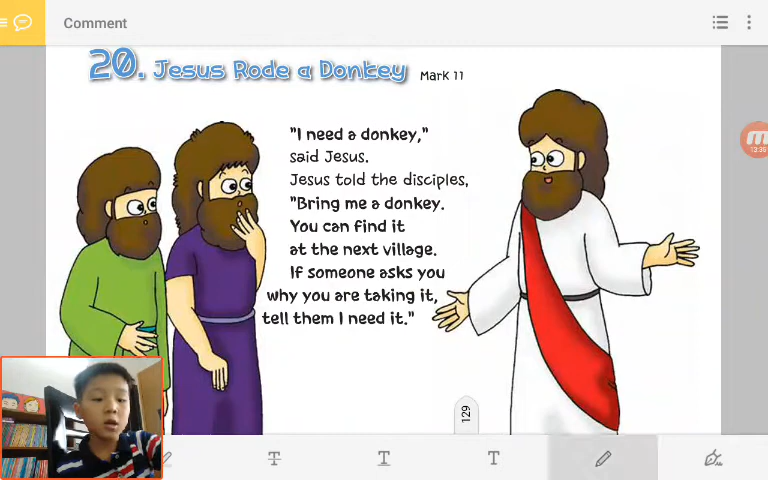 Comment
20. Jesus Rode a Donkey Mark 11
"I need a donkey,"
said Jesus.
Jesus told the disciples,
"Bring me a donkey.
You can find it
at the next village.
If someone asks you
why you are taking it,
tell them I need it."
129
13:36
T
T
T